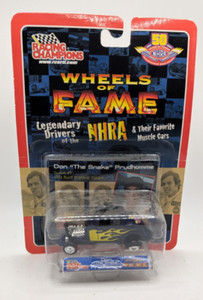 RACING
CHAMPIONS
50
NHRA
WHEELS
OF
FAME
Legendary
Drivers
of the
NHRA
& Their Favorite
Muscle Cars
Don "The Snake" Prudhomme